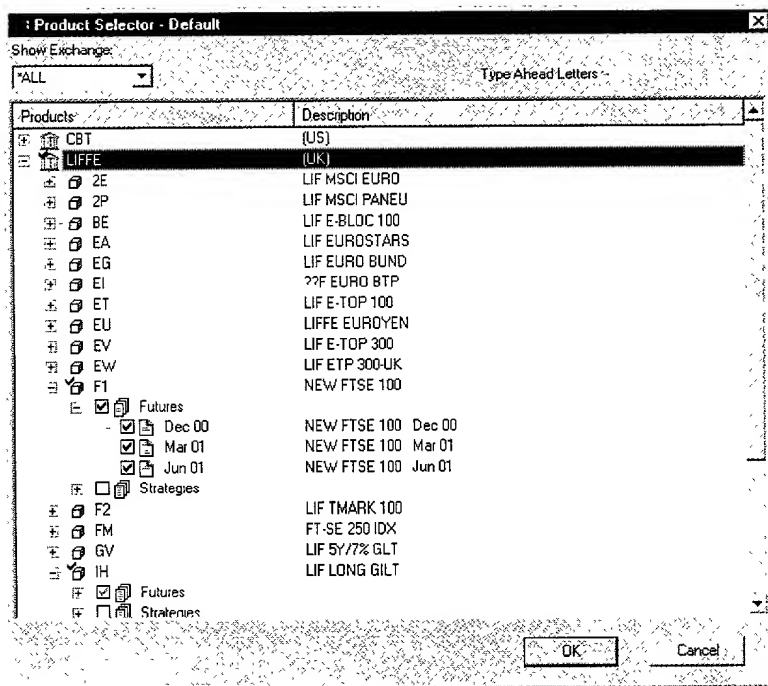 : Product Selector - Default
Show Exchange:
*ALL
Type Ahead Letters -
Products Description
CBT (US)
LIFFE (UK)
2E LIF MSCI EURO
2P LIF MSCI PANEU
BE LIF E-BLOC 100
EA LIF EUROSTARS
EG LIF EURO BUND
EI ??F EURO BTP
ET LIF E-TOP 100
EU LIFFE EUROYEN
EV LIF E-TOP 300
EW LIF ETP 300-UK
F1 NEW FTSE 100
Futures
Dec 00 NEW FTSE 100 Dec 00
Mar 01 NEW FTSE 100 Mar 01
Jun 01 NEW FTSE 100 Jun 01
Strategies
F2 LIF TMARK 100
FM FT-SE 250 IDX
GV LIF 5Y/7% GLT
IH LIF LONG GILT
Futures
Strategies
OK Cancel